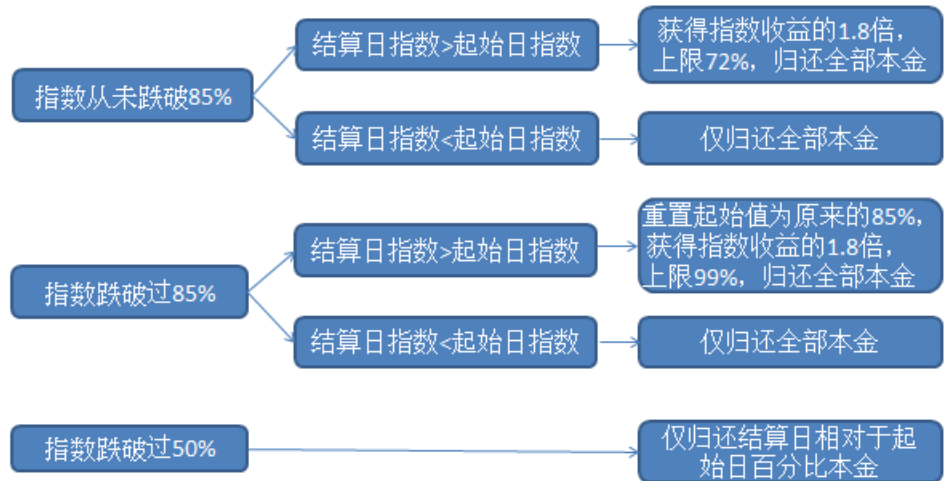 指数从未跌破85%
结算日指数>起始日指数
获得指数收益的1.8倍，
上限72%，归还全部本金
结算日指数<起始日指数
仅归还全部本金
指数跌破过85%
结算日指数>起始日指数
重置起始值为原来的85%，
获得指数收益的1.8倍，
上限99%，归还全部本金
结算日指数<起始日指数
仅归还全部本金
指数跌破过50%
仅归还结算日相对于起
始日百分比本金